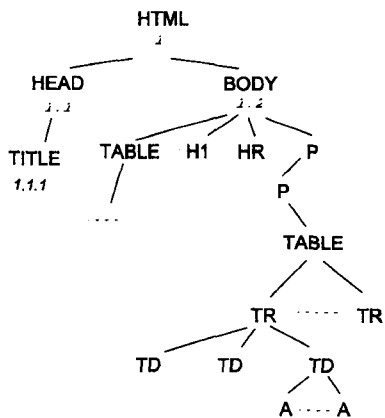 HTML
1
HEAD BODY
1.1 1.2
TITLE TABLE H1 HR P
1.1.1
P
TABLE
TR TR
TD TD TD
A A